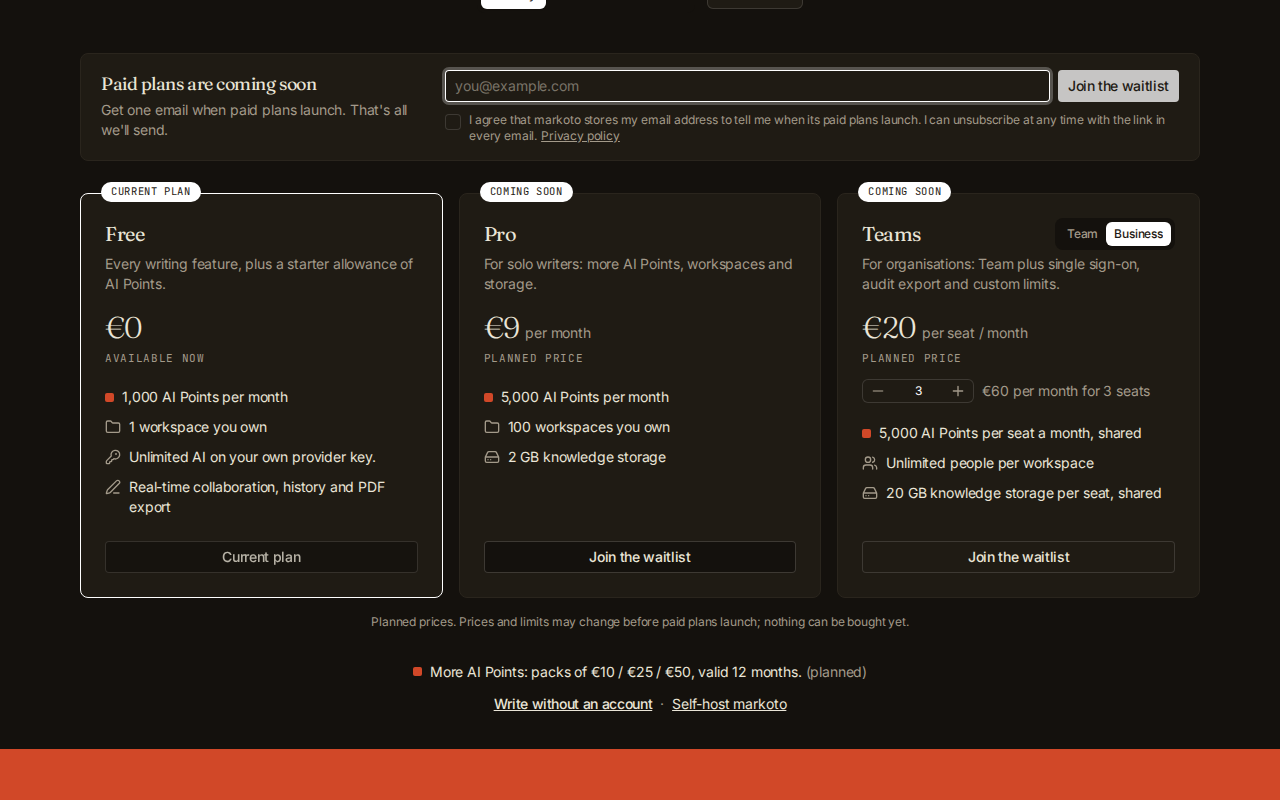 Paid plans are coming soon
Get one email when paid plans launch. That's all
we'll send.
you@example.com
Join the waitlist
I agree that markoto stores my email address to tell me when its paid plans launch. I can unsubscribe at any time with the link in
every email. Privacy policy
CURRENT PLAN
Free
Every writing feature, plus a starter allowance of
AI Points.
€0
AVAILABLE NOW
1,000 AI Points per month
1 workspace you own
Unlimited AI on your own provider key.
Real-time collaboration, history and PDF
export
Current plan
COMING SOON
Pro
For solo writers: more AI Points, workspaces and
storage.
€9 per month
PLANNED PRICE
5,000 AI Points per month
100 workspaces you own
2 GB knowledge storage
Join the waitlist
COMING SOON
Teams
Team Business
For organisations: Team plus single sign-on,
audit export and custom limits.
€20 per seat / month
PLANNED PRICE
3 €60 per month for 3 seats
5,000 AI Points per seat a month, shared
Unlimited people per workspace
20 GB knowledge storage per seat, shared
Join the waitlist
Planned prices. Prices and limits may change before paid plans launch; nothing can be bought yet.
More AI Points: packs of €10 / €25 / €50, valid 12 months. (planned)
Write without an account · Self-host markoto